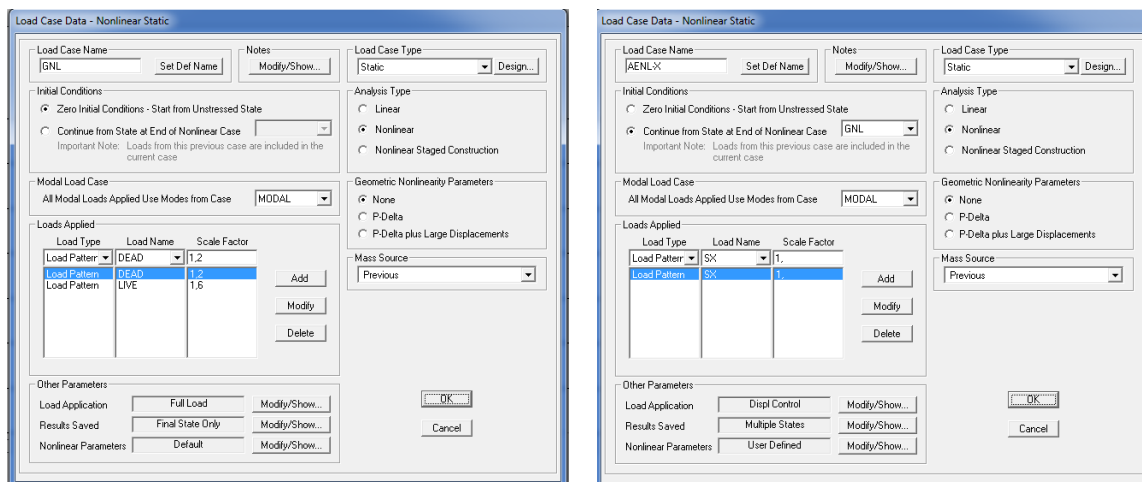 Load Case Data - Nonlinear Static
Load Case Name
GNL
Set Def Name
Notes
Modify/Show...
Load Case Type
Static
Design...
Initial Conditions
Zero Initial Conditions - Start from Unstressed State
Continue from State at End of Nonlinear Case
Important Note: Loads from this previous case are included in the
current case
Analysis Type
Linear
Nonlinear
Nonlinear Staged Construction
Modal Load Case
All Modal Loads Applied Use Modes from Case
MODAL
Geometric Nonlinearity Parameters
None
P-Delta
P-Delta plus Large Displacements
Loads Applied
Load Type Load Name Scale Factor
Load Pattern DEAD 1,2
Load Pattern DEAD 1,2
Load Pattern LIVE 1,6
Add
Modify
Delete
Mass Source
Previous
Other Parameters
Load Application Full Load Modify/Show...
Results Saved Final State Only Modify/Show...
Nonlinear Parameters Default Modify/Show...
OK
Cancel
Load Case Data - Nonlinear Static
Load Case Name
AENL-X
Set Def Name
Notes
Modify/Show...
Load Case Type
Static
Design...
Initial Conditions
Zero Initial Conditions - Start from Unstressed State
Continue from State at End of Nonlinear Case GNL
Important Note: Loads from this previous case are included in the
current case
Analysis Type
Linear
Nonlinear
Nonlinear Staged Construction
Modal Load Case
All Modal Loads Applied Use Modes from Case
MODAL
Geometric Nonlinearity Parameters
None
P-Delta
P-Delta plus Large Displacements
Loads Applied
Load Type Load Name Scale Factor
Load Pattern SX 1,
Load Pattern SX 1,
Add
Modify
Delete
Mass Source
Previous
Other Parameters
Load Application Displ Control Modify/Show...
Results Saved Multiple States Modify/Show...
Nonlinear Parameters User Defined Modify/Show...
OK
Cancel